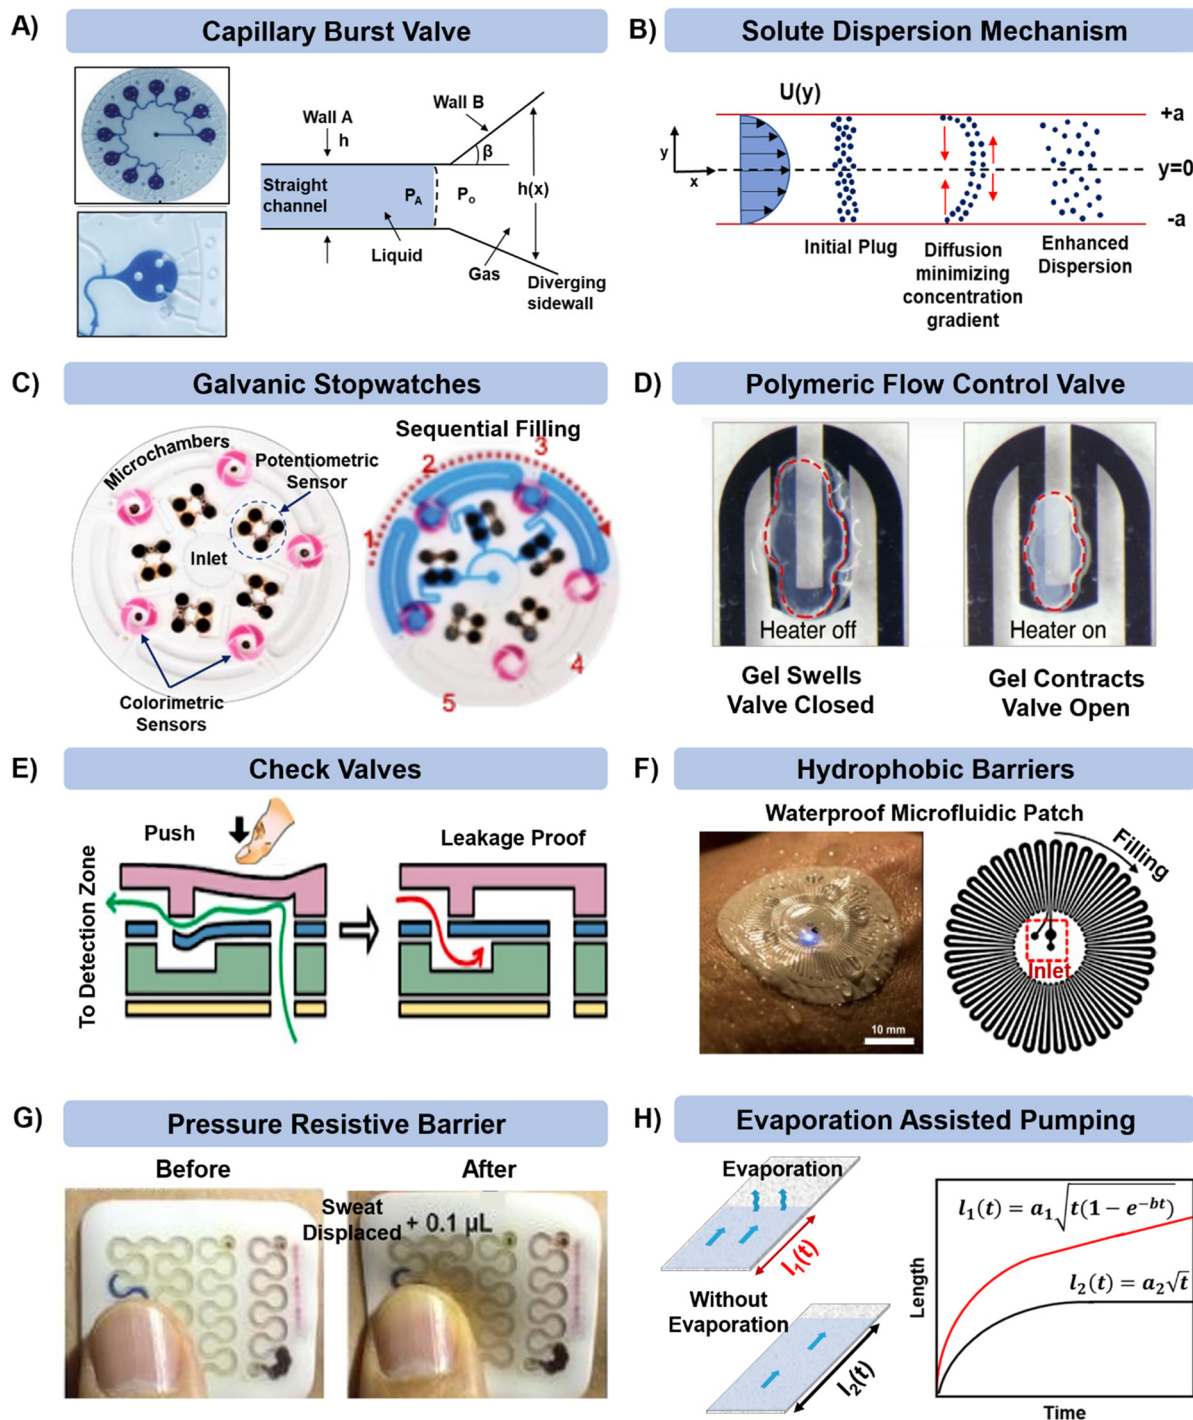 A)
Capillary Burst Valve
Wall A
h
Wall B
β
Straight
channel
P_A
P_o
h(x)
Liquid
Gas
Diverging
sidewall
B)
Solute Dispersion Mechanism
U(y)
+a
y
x
y=0
-a
Initial Plug
Diffusion
minimizing
concentration
gradient
Enhanced
Dispersion
C)
Galvanic Stopwatches
Microchambers
Potentiometric
Sensor
Inlet
Colorimetric
Sensors
Sequential Filling
1
2
3
4
5
D)
Polymeric Flow Control Valve
Heater off
Heater on
Gel Swells
Valve Closed
Gel Contracts
Valve Open
E)
Check Valves
Push
Leakage Proof
To Detection Zone
F)
Hydrophobic Barriers
Waterproof Microfluidic Patch
10 mm
Filling
Inlet
G)
Pressure Resistive Barrier
Before
After
Sweat
Displaced
+ 0.1 µL
H)
Evaporation Assisted Pumping
Evaporation
l₁(t)
Without
Evaporation
l₂(t)
Length
l₁(t) = a₁√t(1 − e^{-bt})
l₂(t) = a₂√t
Time